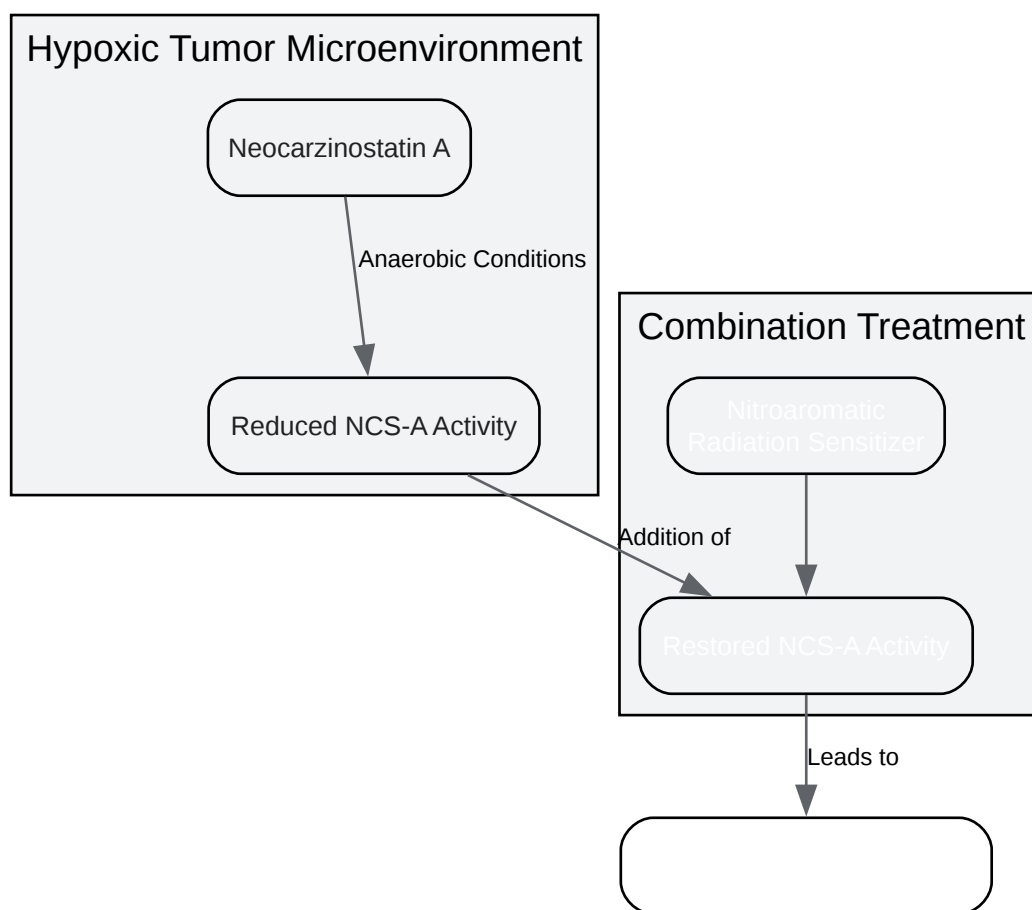 Hypoxic Tumor Microenvironment
Neocarzinostatin A
Anaerobic Conditions
Reduced NCS-A Activity
Combination Treatment
Nitroaromatic
Radiation Sensitizer
Addition of
Restored NCS-A Activity
Leads to